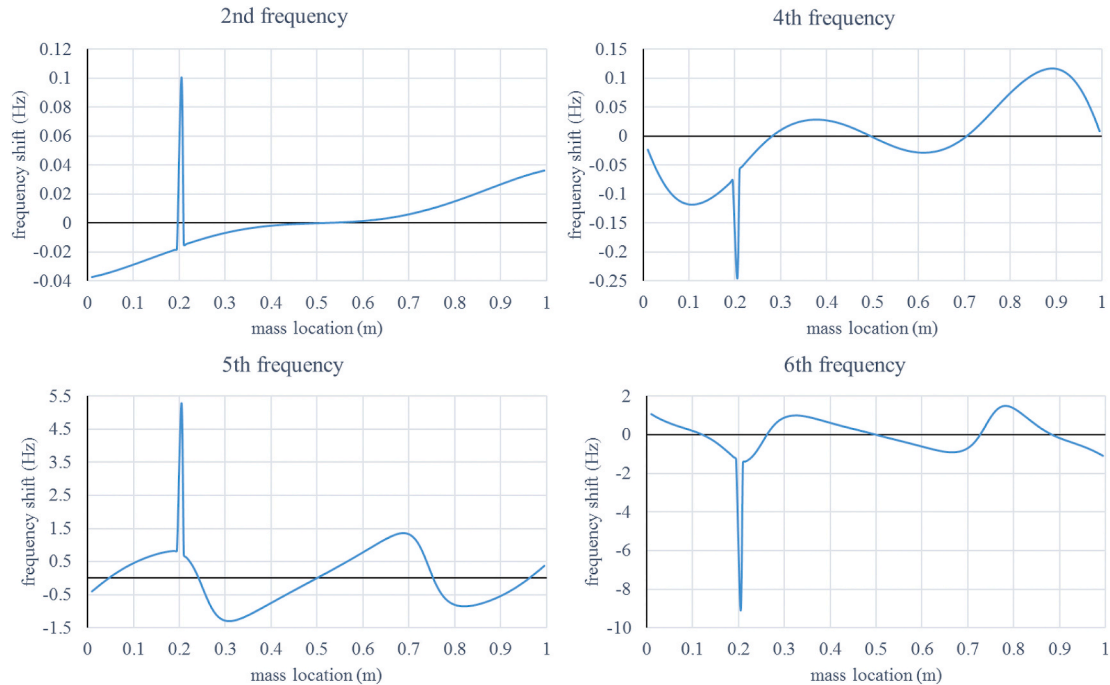 2nd frequency
0.12
0.1
0.08
0.06
0.04
0.02
0
-0.02
-0.04
frequency shift (Hz)
0 0.1 0.2 0.3 0.4 0.5 0.6 0.7 0.8 0.9 1
mass location (m)
4th frequency
0.15
0.1
0.05
0
-0.05
-0.1
-0.15
-0.2
-0.25
frequency shift (Hz)
0 0.1 0.2 0.3 0.4 0.5 0.6 0.7 0.8 0.9 1
mass location (m)
5th frequency
5.5
4.5
3.5
2.5
1.5
0.5
-0.5
-1.5
frequency shift (Hz)
0 0.1 0.2 0.3 0.4 0.5 0.6 0.7 0.8 0.9 1
mass location (m)
6th frequency
2
0
-2
-4
-6
-8
-10
frequency shift (Hz)
0 0.1 0.2 0.3 0.4 0.5 0.6 0.7 0.8 0.9 1
mass location (m)